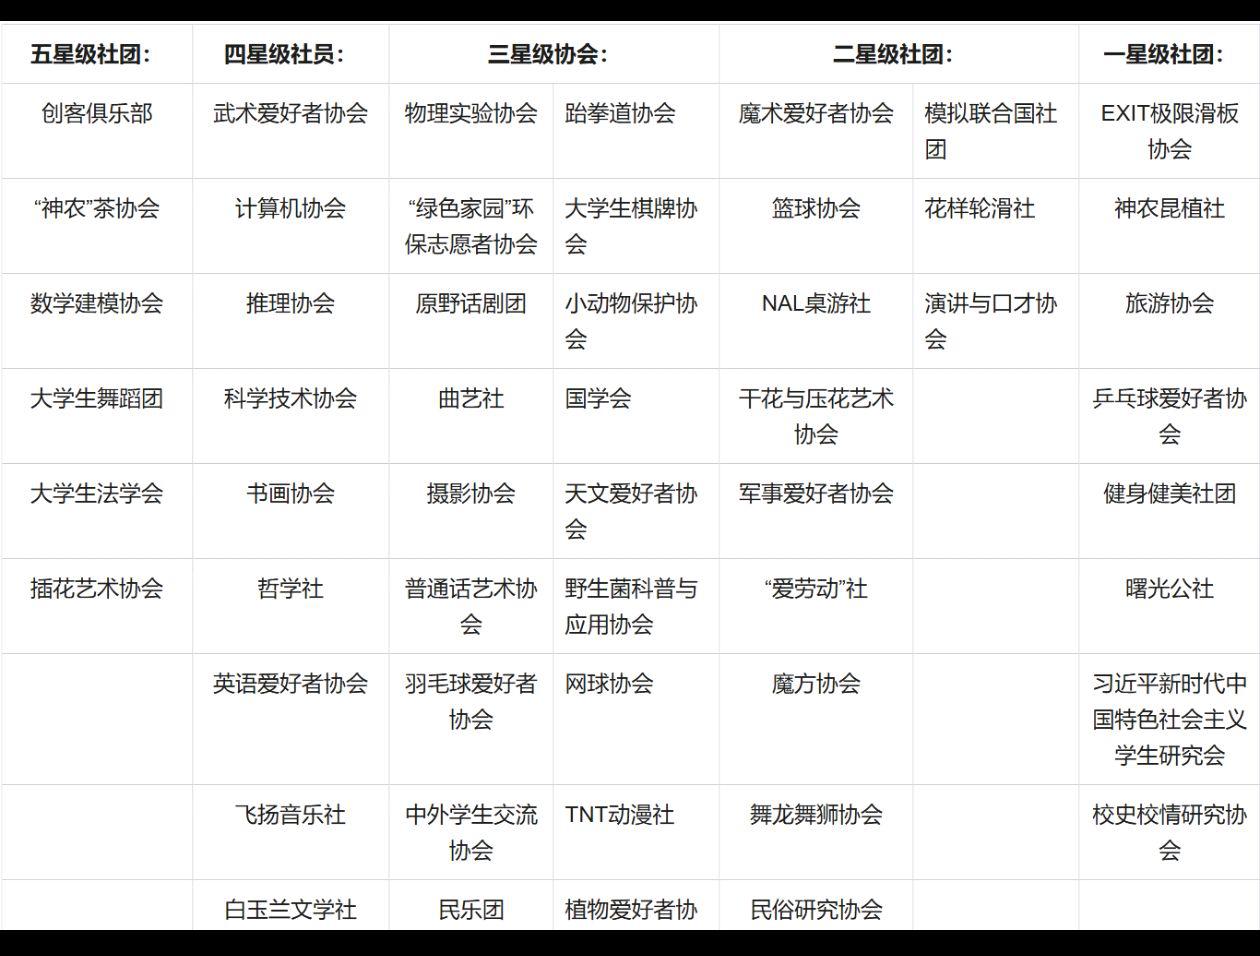 五星级社团： 四星级社员： 三星级协会： 二星级社团： 一星级社团：
创客俱乐部 武术爱好者协会 物理实验协会 跆拳道协会 魔术爱好者协会 模拟联合国社 EXIT极限滑板
团 协会
“神农”茶协会 计算机协会 “绿色家园”环 大学生棋牌协 篮球协会 花样轮滑社 神农昆植社
保志愿者协会 会
数学建模协会 推理协会 原野话剧团 小动物保护协 NAL桌游社 演讲与口才协 旅游协会
会 会
大学生舞蹈团 科学技术协会 曲艺社 国学会 干花与压花艺术 乒乓球爱好者协
协会 会
大学生法学会 书画协会 摄影协会 天文爱好者协 军事爱好者协会 健身健美社团
会
插花艺术协会 哲学社 普通话艺术协 野生菌科普与 “爱劳动”社 曙光公社
会 应用协会
英语爱好者协会 羽毛球爱好者 网球协会 魔方协会 习近平新时代中
协会 国特色社会主义
学生研究会
飞扬音乐社 中外学生交流 TNT动漫社 舞龙舞狮协会 校史校情研究协
协会 会
白玉兰文学社 民乐团 植物爱好者协 民俗研究协会